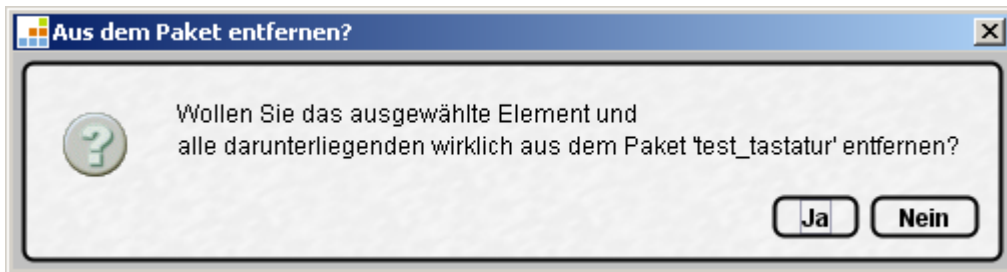 Aus dem Paket entfernen?
Wollen Sie das ausgewählte Element und
alle darunterliegenden wirklich aus dem Paket 'test_tastatur' entfernen?
Ja Nein